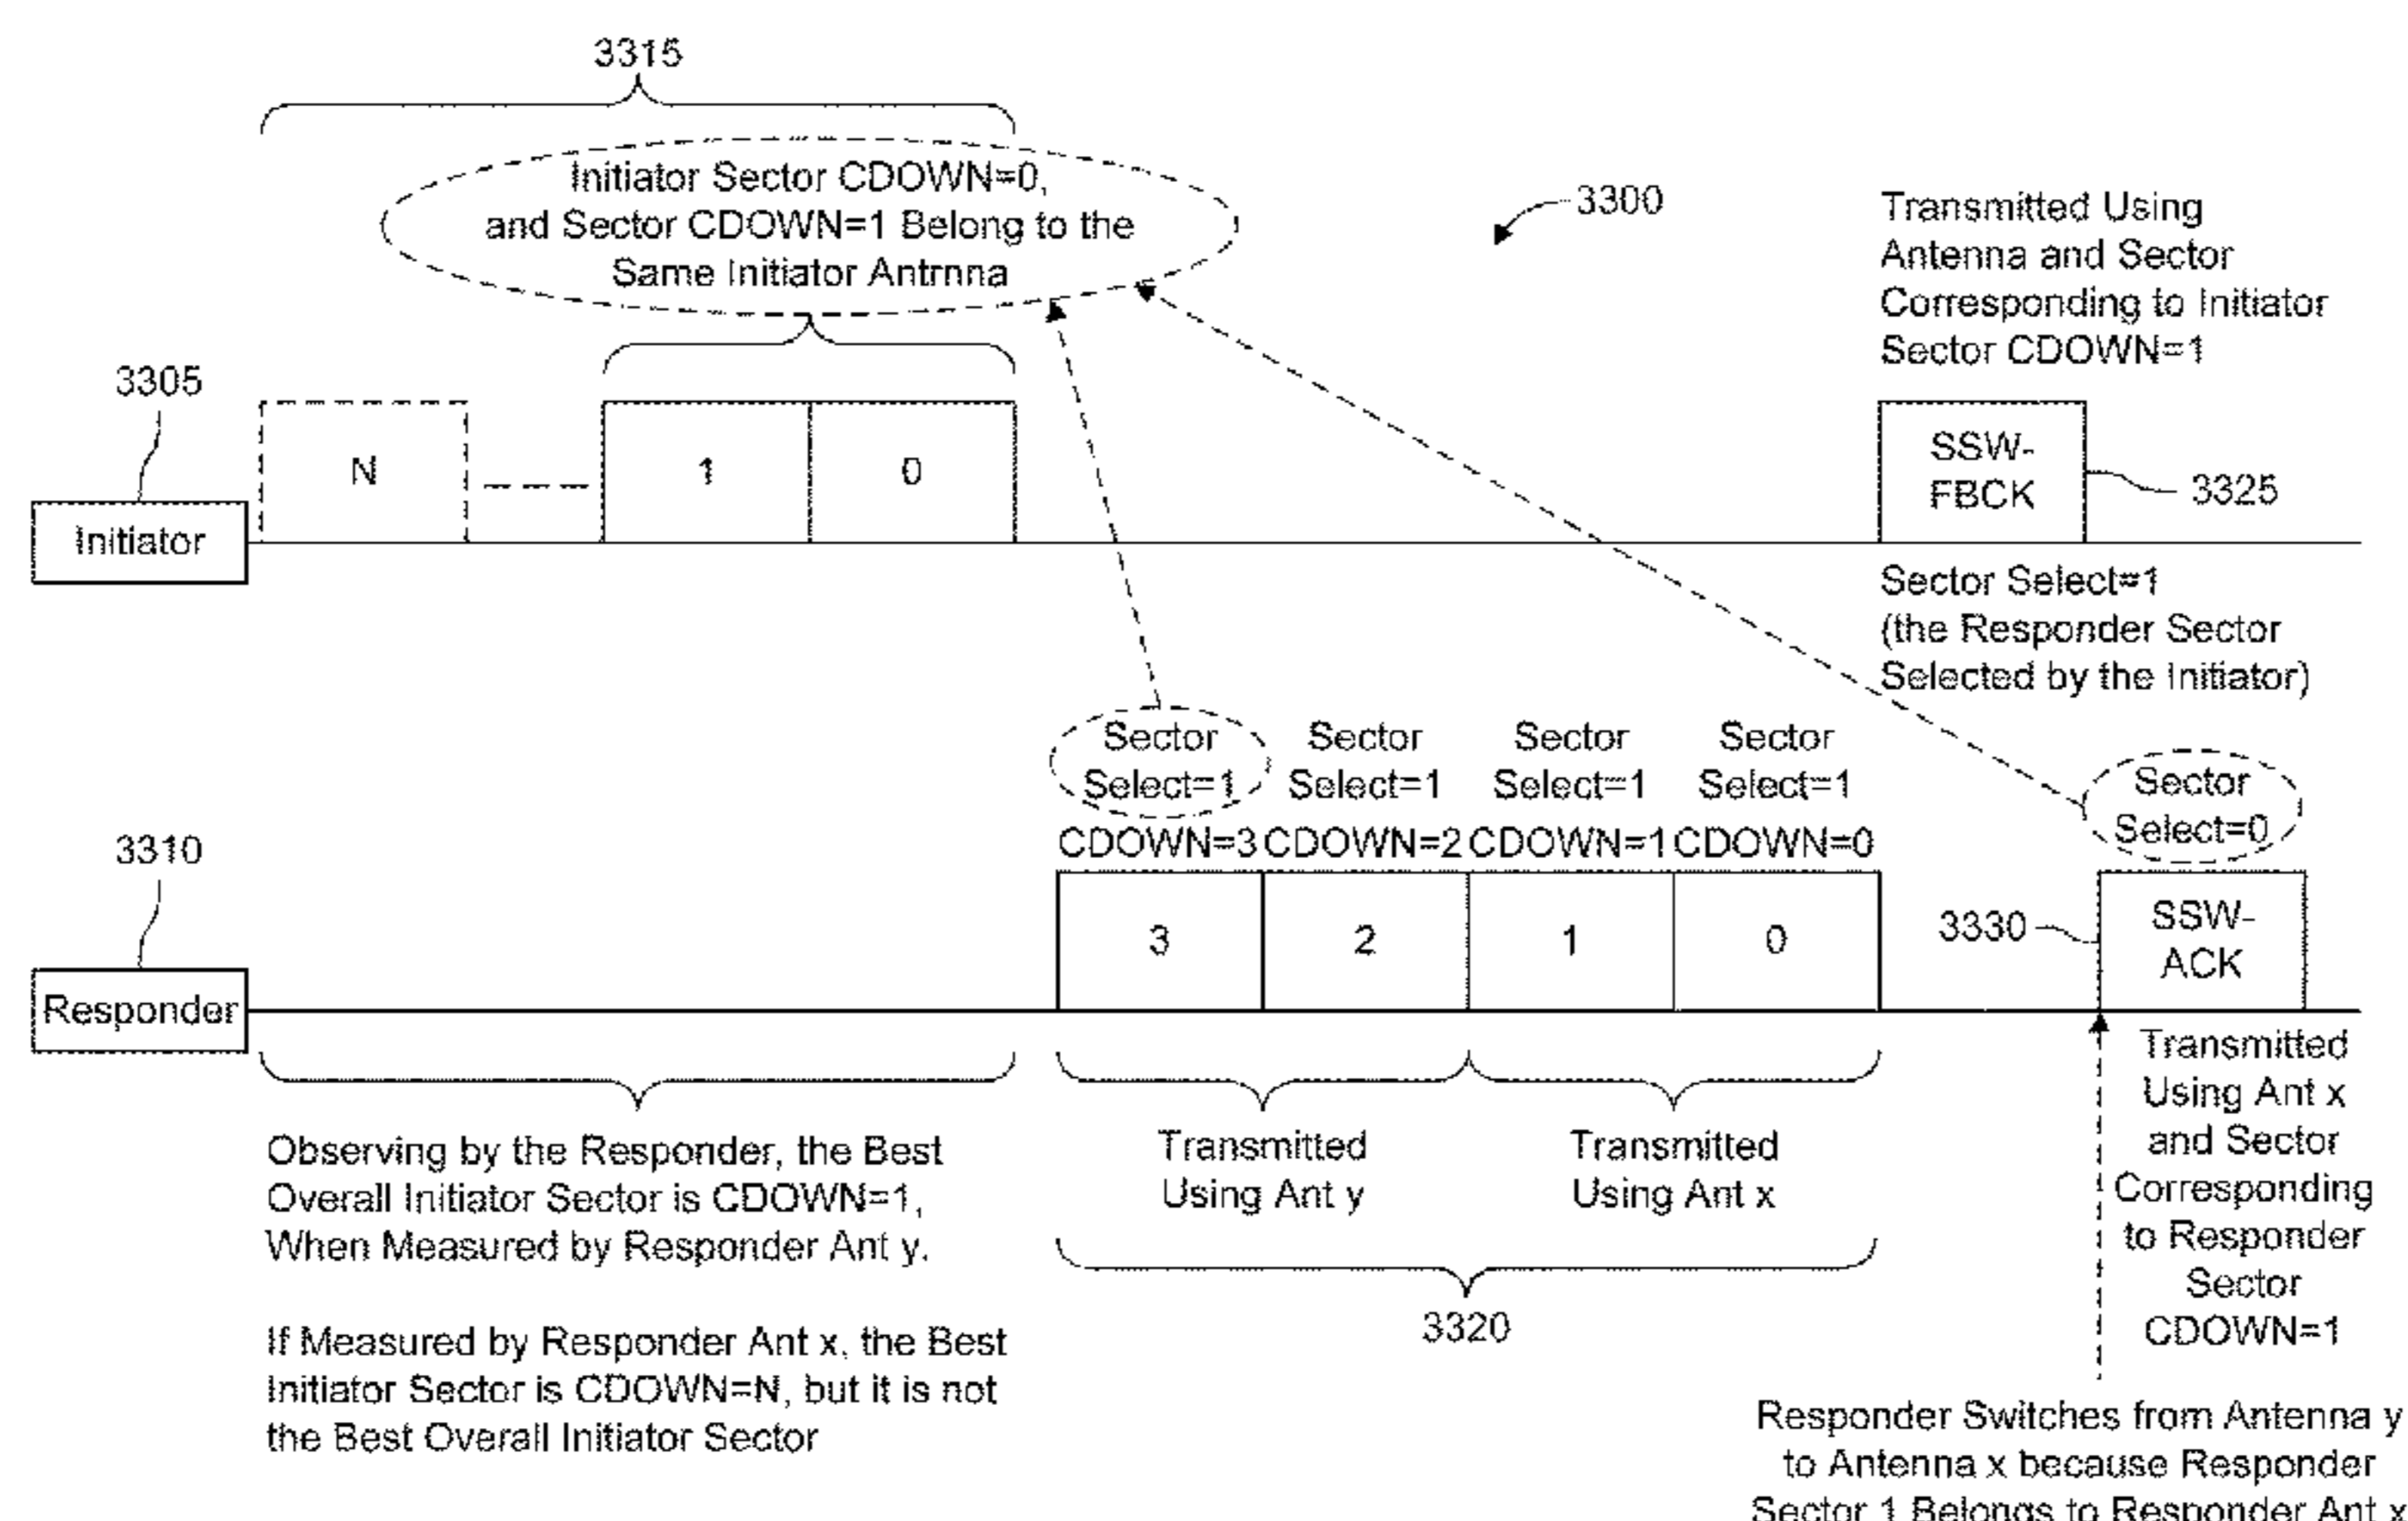 3315
Initiator Sector CDOWN=0,
and Sector CDOWN=1 Belong to the
Same Initiator Antrnna
3300
Transmitted Using
Antenna and Sector
Corresponding to Initiator
Sector CDOWN=1
3305
N
1
0
SSW-
FBCK
3325
Initiator
Sector Select=1
(the Responder Sector
Selected by the Initiator)
Sector
Select=1
Sector
Select=1
Sector
Select=1
Sector
Select=1
Sector
Select=0
CDOWN=3
CDOWN=2
CDOWN=1
CDOWN=0
3310
3
2
1
0
3330
SSW-
ACK
Responder
Observing by the Responder, the Best
Overall Initiator Sector is CDOWN=1,
When Measured by Responder Ant y.
If Measured by Responder Ant x, the Best
Initiator Sector is CDOWN=N, but it is not
the Best Overall Initiator Sector
Transmitted
Using Ant y
Transmitted
Using Ant x
3320
Transmitted
Using Ant x
and Sector
Corresponding
to Responder
Sector
CDOWN=1
Responder Switches from Antenna y
to Antenna x because Responder
Sector 1 Belongs to Responder Ant x